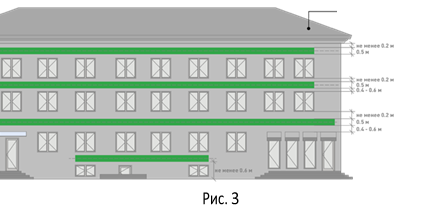 не менее 0.2 м
0.5 м
не менее 0.2 м
0.5 м
0.4 - 0.6 м
не менее 0.2 м
0.5 м
0.4 - 0.6 м
не менее 0.6 м
Рис. 3